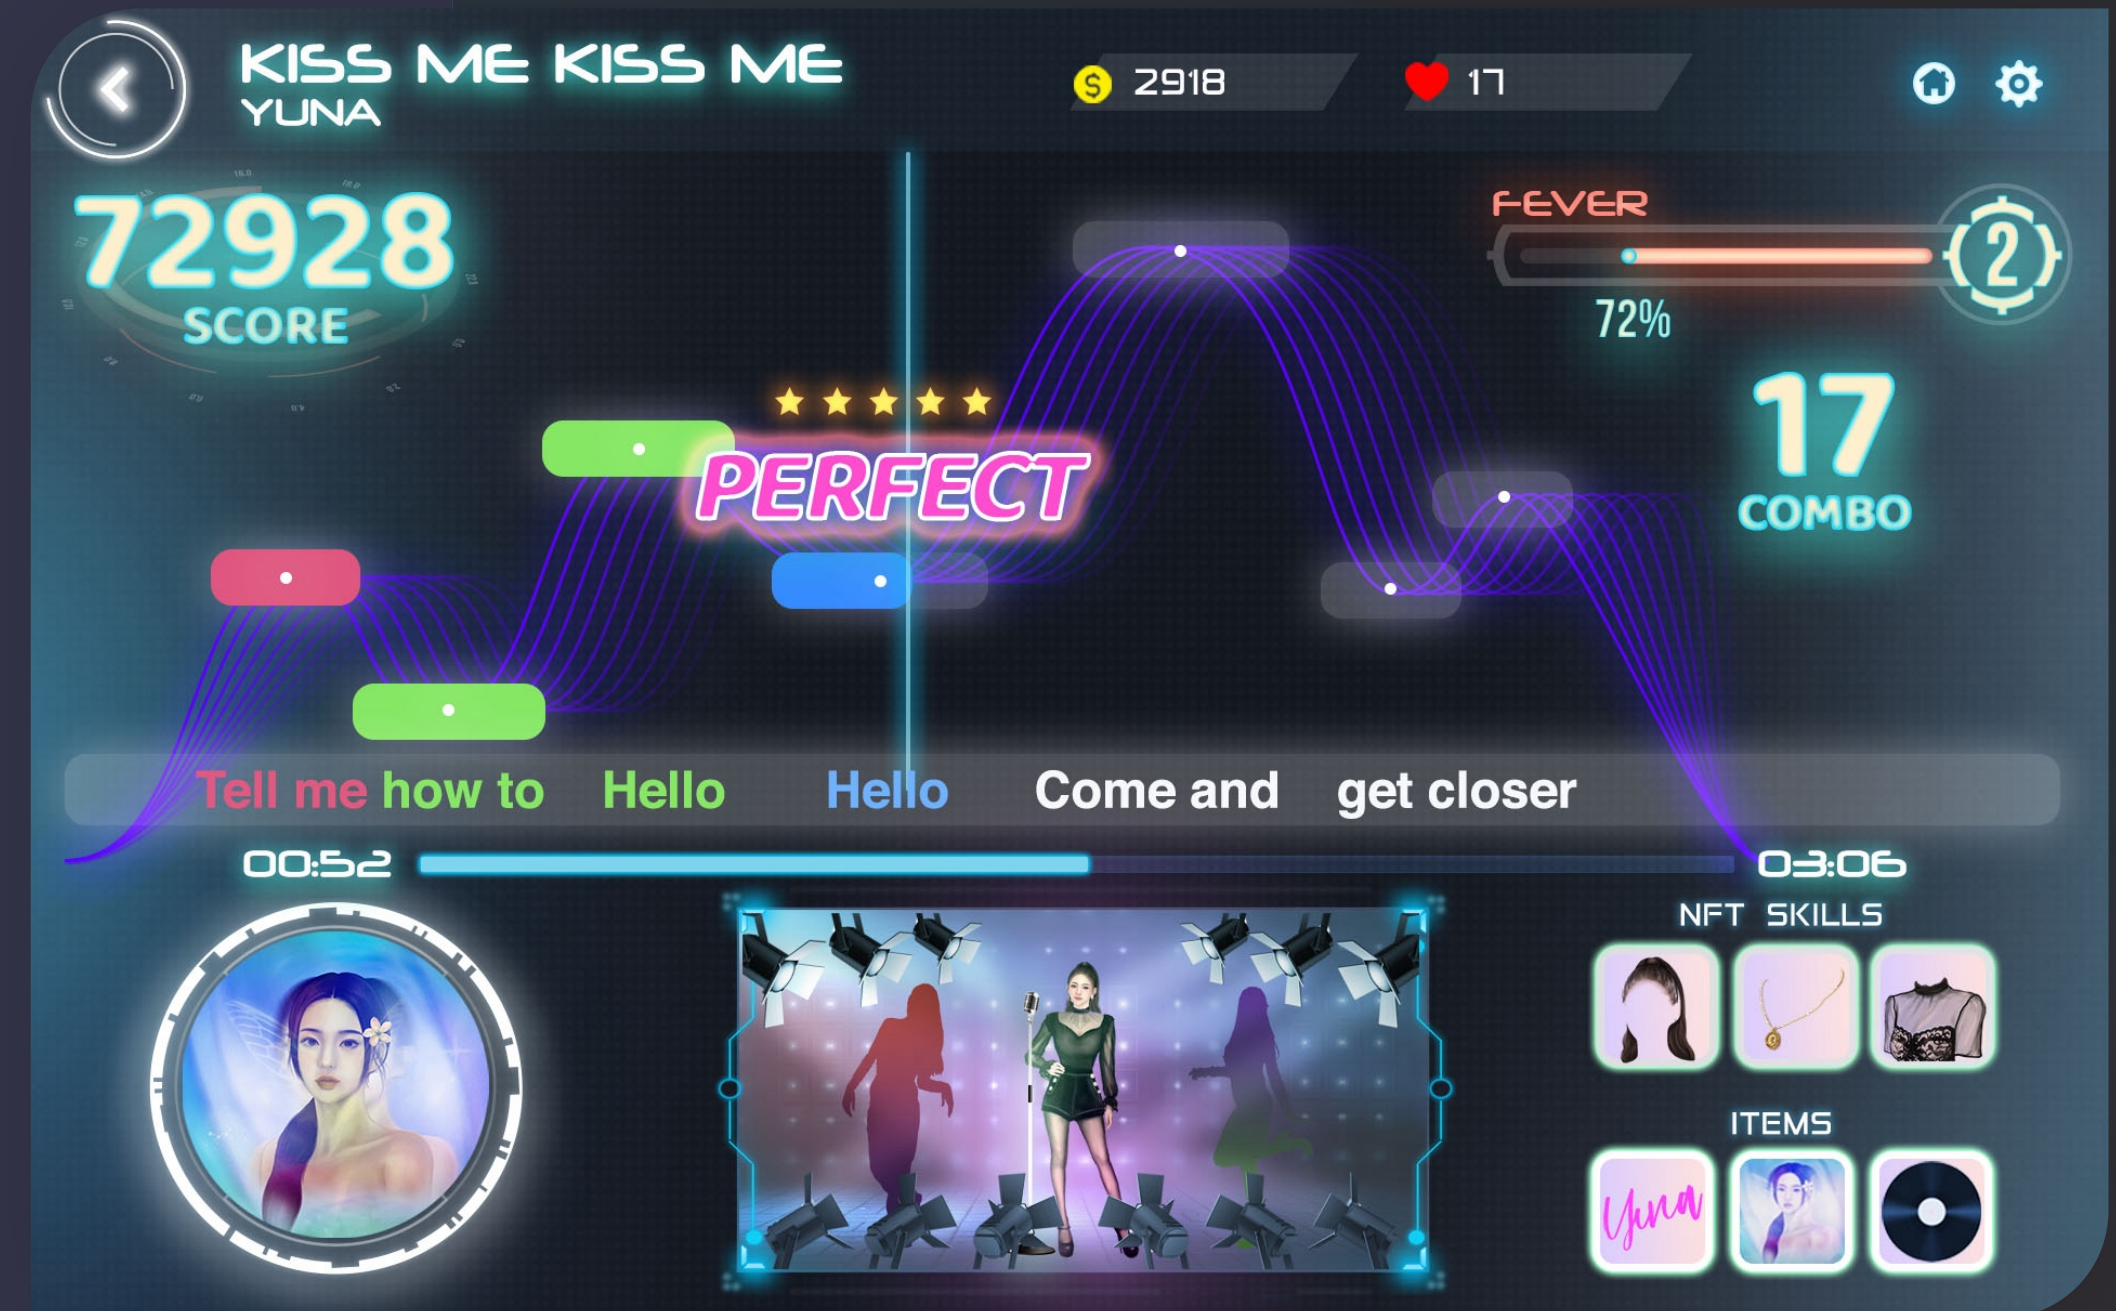 KISS ME KISS ME
YUNA
2918
17
72928
SCORE
FEVER
2
72%
17
COMBO
PERFECT
Tell me how to Hello Hello Come and get closer
00:52
03:06
NFT SKILLS
ITEMS
Yuna